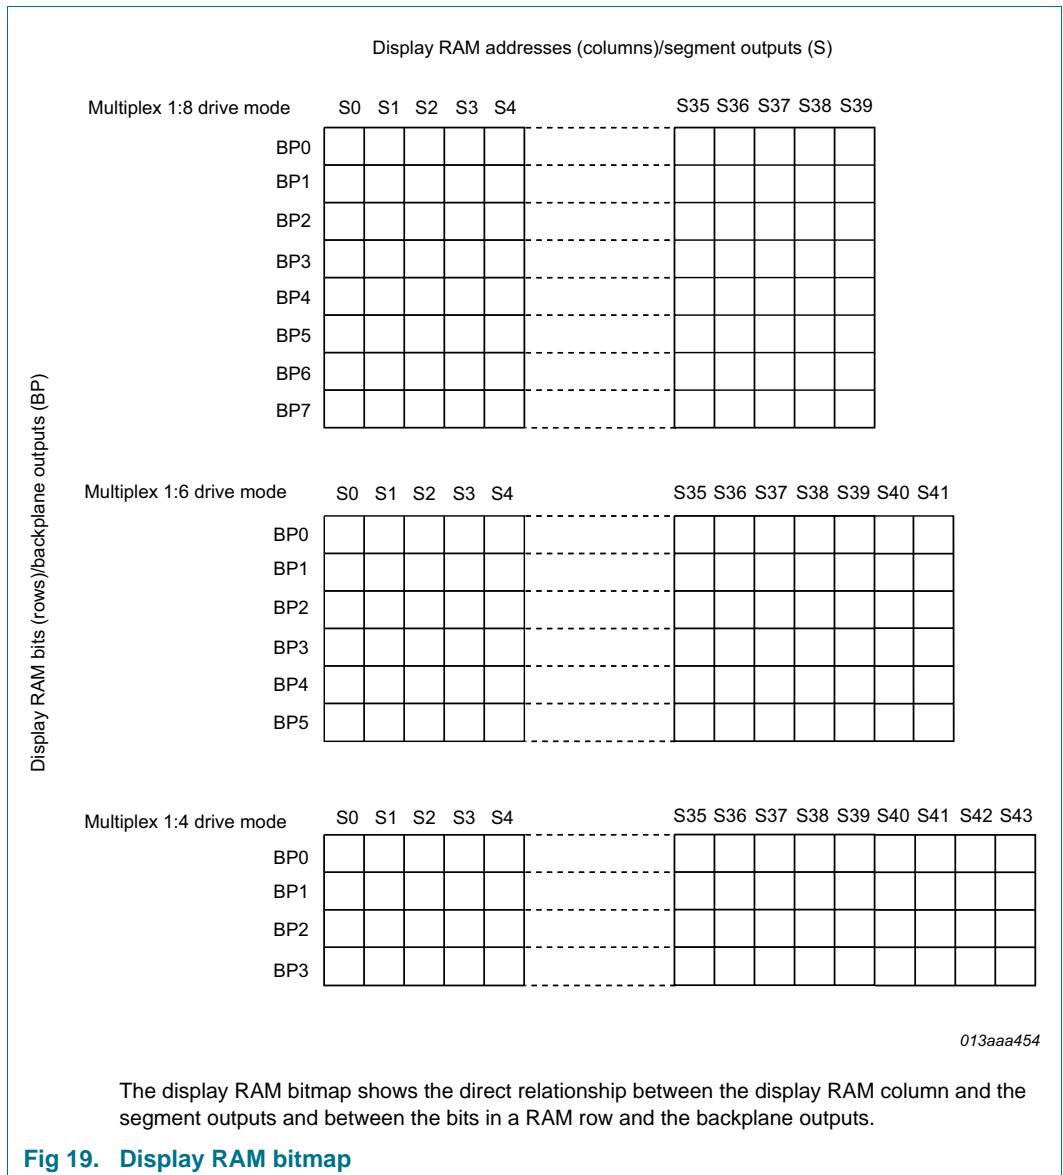 Display RAM addresses (columns)/segment outputs (S)
Multiplex 1:8 drive mode S0 S1 S2 S3 S4 S35 S36 S37 S38 S39
BP0
BP1
BP2
BP3
BP4
BP5
BP6
BP7
Display RAM bits (rows)/backplane outputs (BP)
Multiplex 1:6 drive mode S0 S1 S2 S3 S4 S35 S36 S37 S38 S39 S40 S41
BP0
BP1
BP2
BP3
BP4
BP5
Multiplex 1:4 drive mode S0 S1 S2 S3 S4 S35 S36 S37 S38 S39 S40 S41 S42 S43
BP0
BP1
BP2
BP3
013aaa454
The display RAM bitmap shows the direct relationship between the display RAM column and the
segment outputs and between the bits in a RAM row and the backplane outputs.
Fig 19. Display RAM bitmap